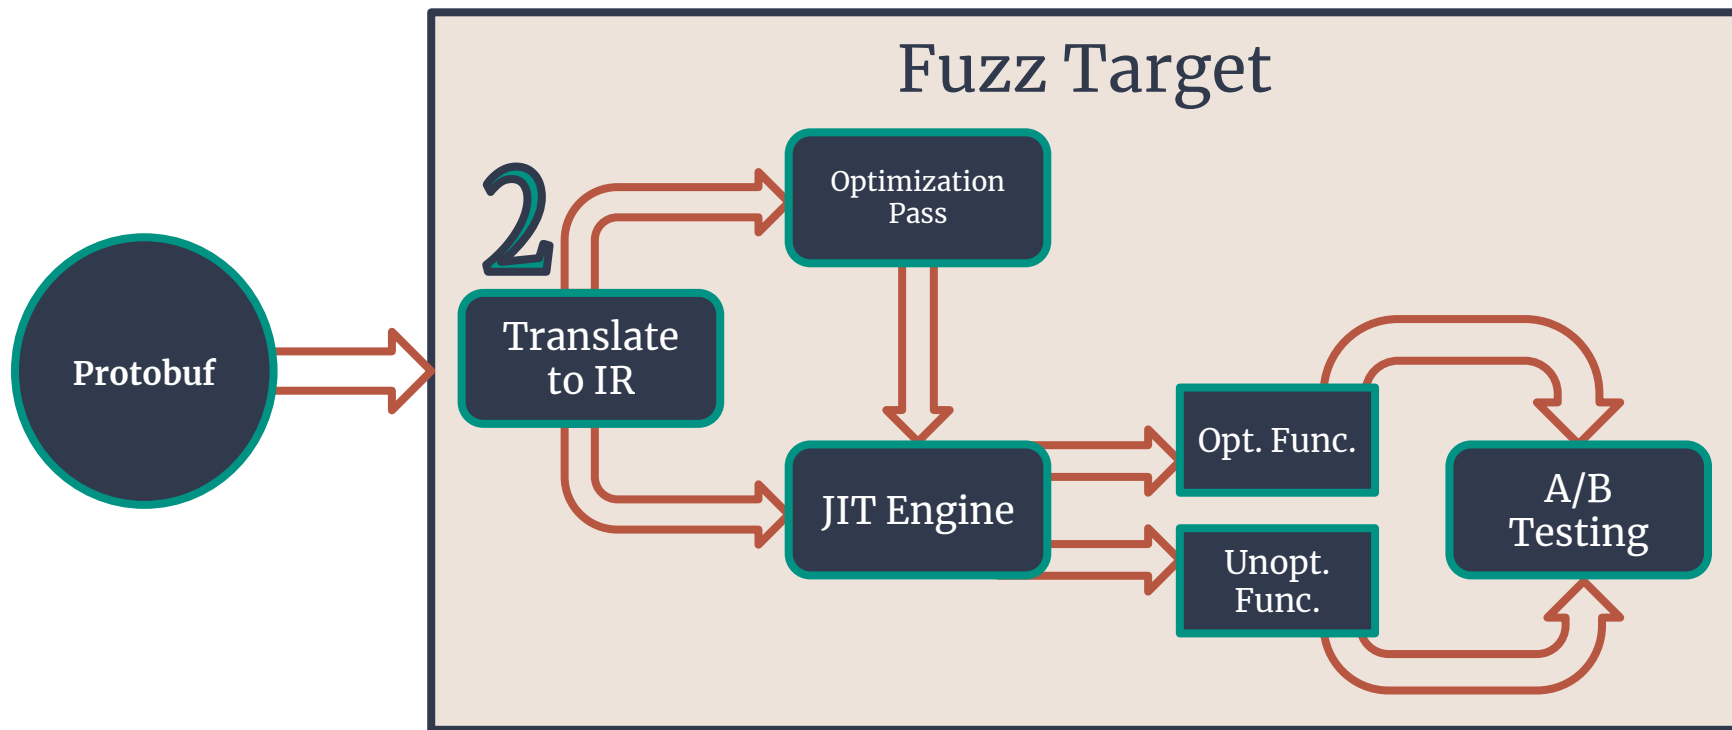 Fuzz Target
2
Optimization
Pass
Translate
to IR
Protobuf
JIT Engine
Opt. Func.
Unopt.
Func.
A/B
Testing